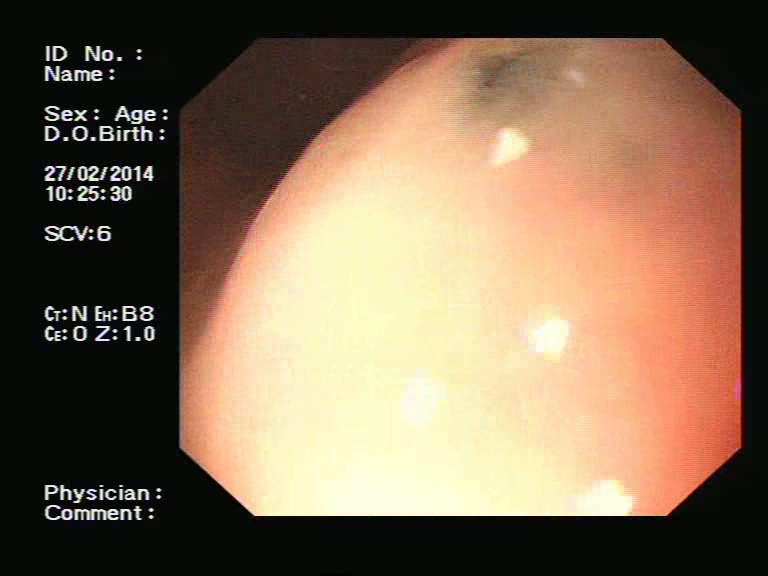 ID No. :
Name:
Sex: Age:
D.O.Birth:
27/02/2014
10:25:30
SCV:6
CT:N EH:B8
CE:0 Z:1.0
Physician:
Comment: